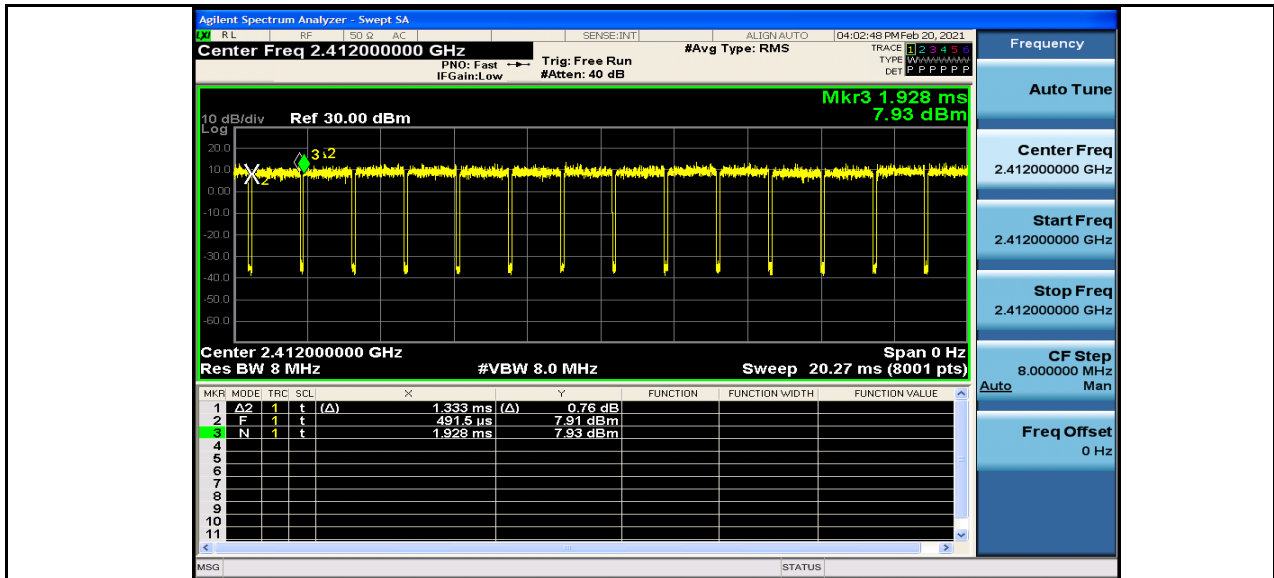 Agilent Spectrum Analyzer - Swept SA
LXI RL RF 50 Ω AC SENSE:INT ALIGN AUTO 04:02:48 PM Feb 20, 2021
Center Freq 2.412000000 GHz #Avg Type: RMS TRACE 1 2 3 4 5 6
PNO: Fast Trig: Free Run TYPE W
IFGain:Low #Atten: 40 dB DET P P P P P P
Mkr3 1.928 ms
10 dB/div Ref 30.00 dBm 7.93 dBm
Log
20.0
10.0
0.00
-10.0
-20.0
-30.0
-40.0
-50.0
-60.0
2
3 Δ2
Center 2.412000000 GHz Span 0 Hz
Res BW 8 MHz #VBW 8.0 MHz Sweep 20.27 ms (8001 pts)
MKR MODE TRC SCL X Y FUNCTION FUNCTION WIDTH FUNCTION VALUE
1 Δ2 1 t (Δ) 1.333 ms (Δ) 0.76 dB
2 F 1 t 491.5 µs 7.91 dBm
3 N 1 t 1.928 ms 7.93 dBm
4
5
6
7
8
9
10
11
MSG STATUS
Frequency
Auto Tune
Center Freq
2.412000000 GHz
Start Freq
2.412000000 GHz
Stop Freq
2.412000000 GHz
CF Step
8.000000 MHz
Auto Man
Freq Offset
0 Hz